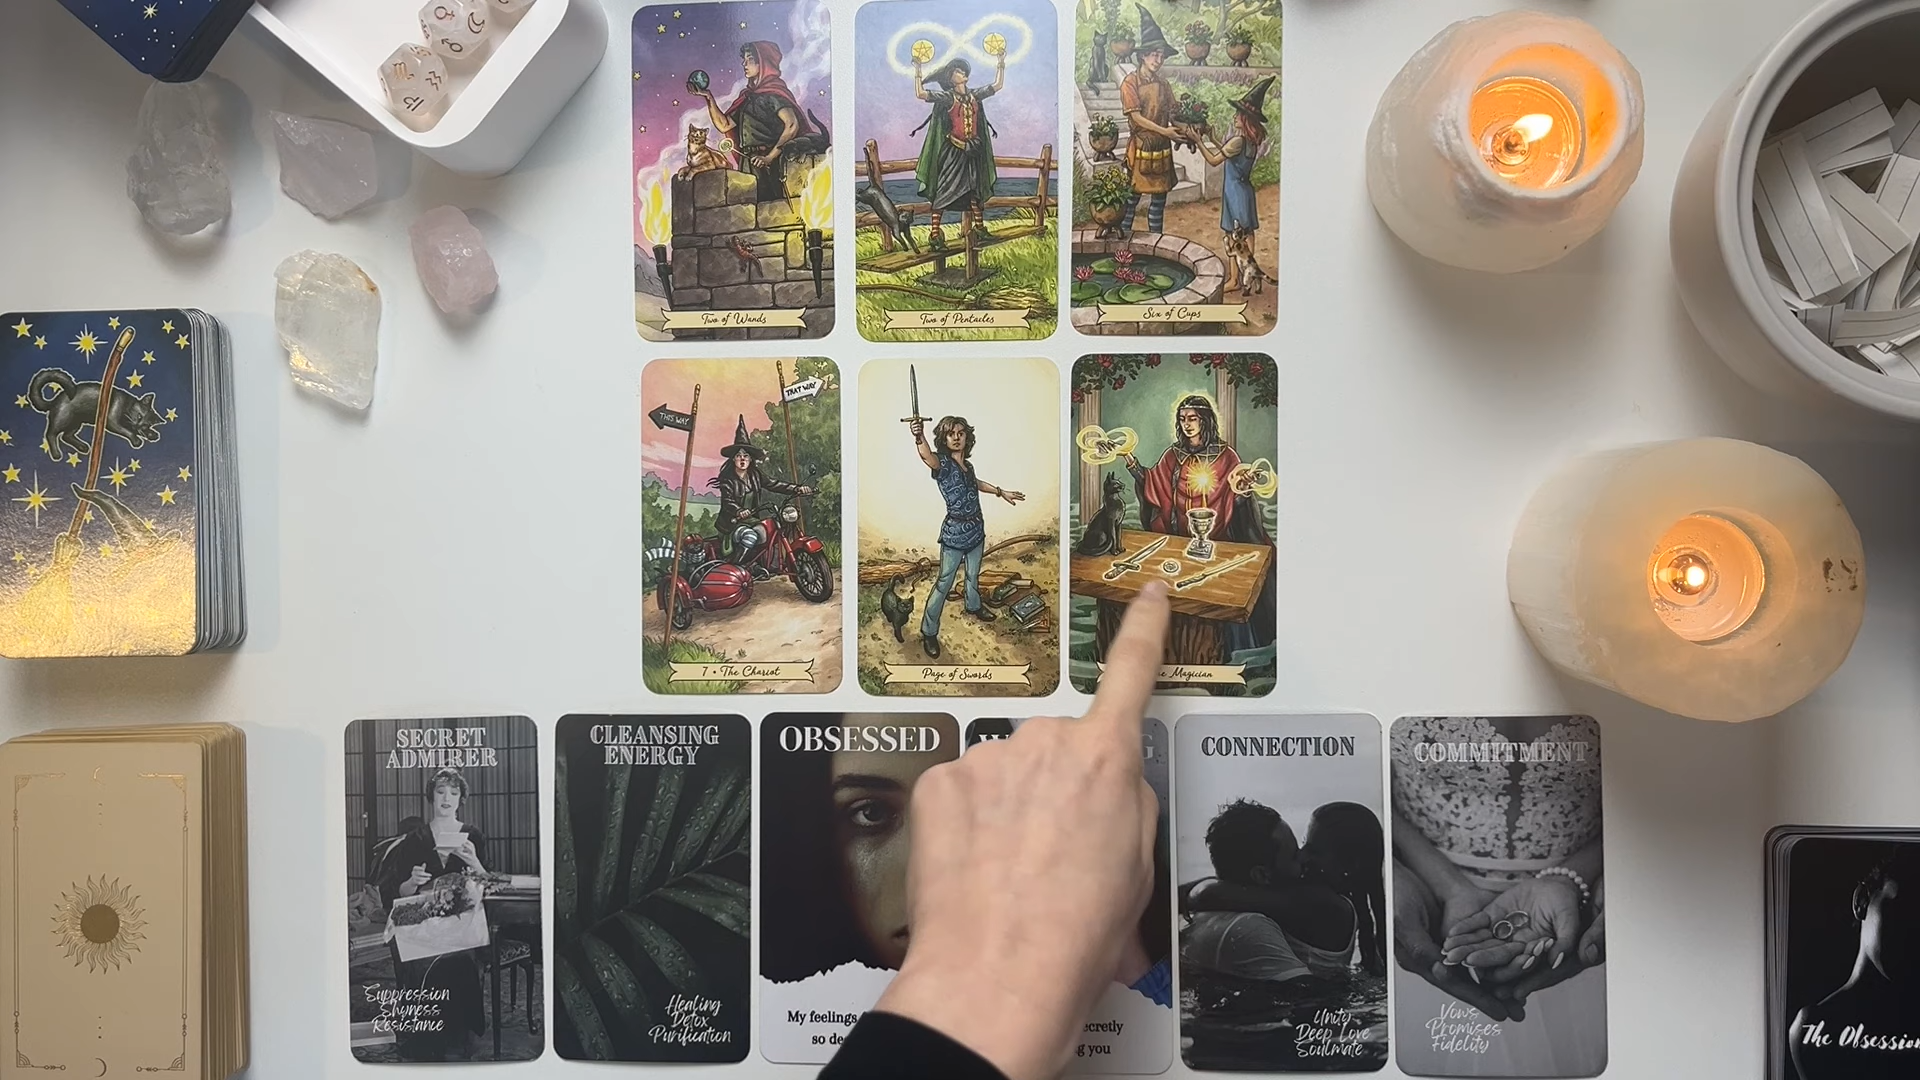 Two of Wands
Two of Pentacles
Six of Cups
THIS WAY
THAT WAY
7 • The Chariot
Page of Swords
Magician
SECRET
ADMIRER
Suppression
Shyness
Resistance
CLEANSING
ENERGY
Healing
Detox
Purification
OBSESSED
My feelings
so
CONNECTION
Unity
Deep Love
Soulmate
COMMITMENT
Vows
Promises
Fidelity
you
The Obsession